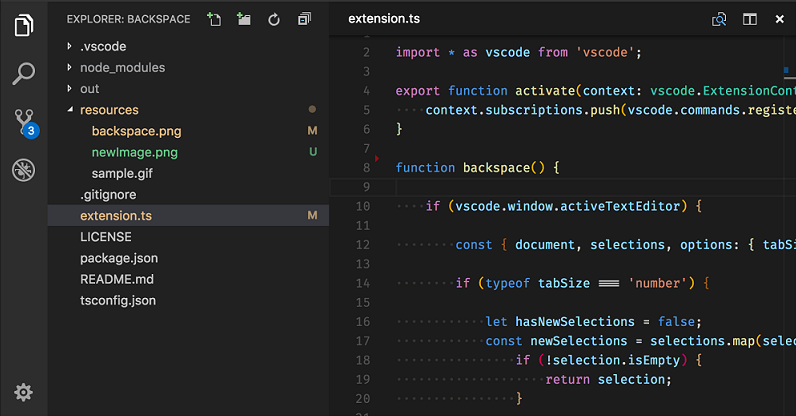 EXPLORER: BACKSPACE
.vscode
node_modules
out
resources
backspace.png M
newImage.png U
sample.gif
.gitignore
extension.ts M
LICENSE
package.json
README.md
tsconfig.json
3
extension.ts
2 import * as vscode from 'vscode';
3
4 export function activate(context: vscode.ExtensionCont
5 ····context.subscriptions.push(vscode.commands.registe
6 }
7
8 function backspace() {
9
10 ····if (vscode.window.activeTextEditor) {
11
12 ········const { document, selections, options: { tabSi
13
14 ········if (typeof tabSize === 'number') {
15
16 ············let hasNewSelections = false;
17 ············const newSelections = selections.map(selec
18 ················if (!selection.isEmpty) {
19 ····················return selection;
20 ················}